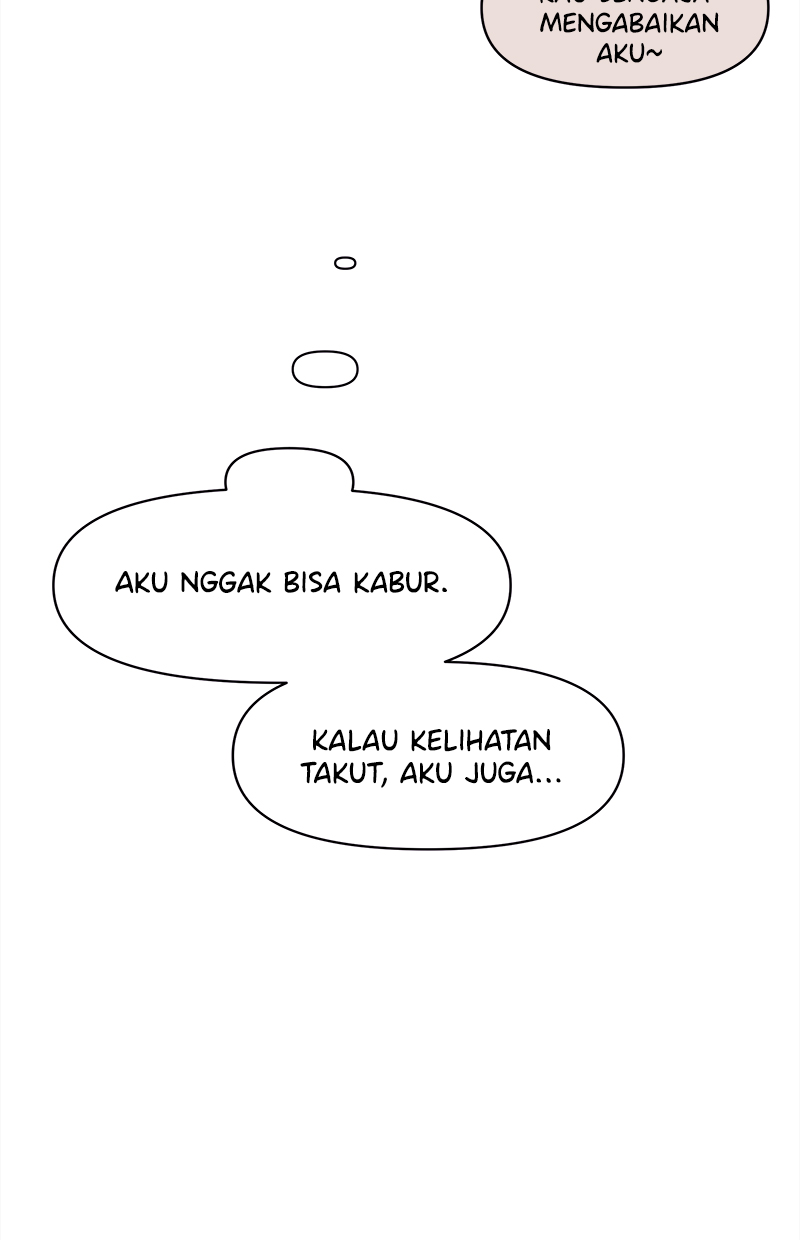 MENGABAIKAN
AKU~
AKU NGGAK BISA KABUR.
KALAU KELIHATAN
TAKUT, AKU JUGA...